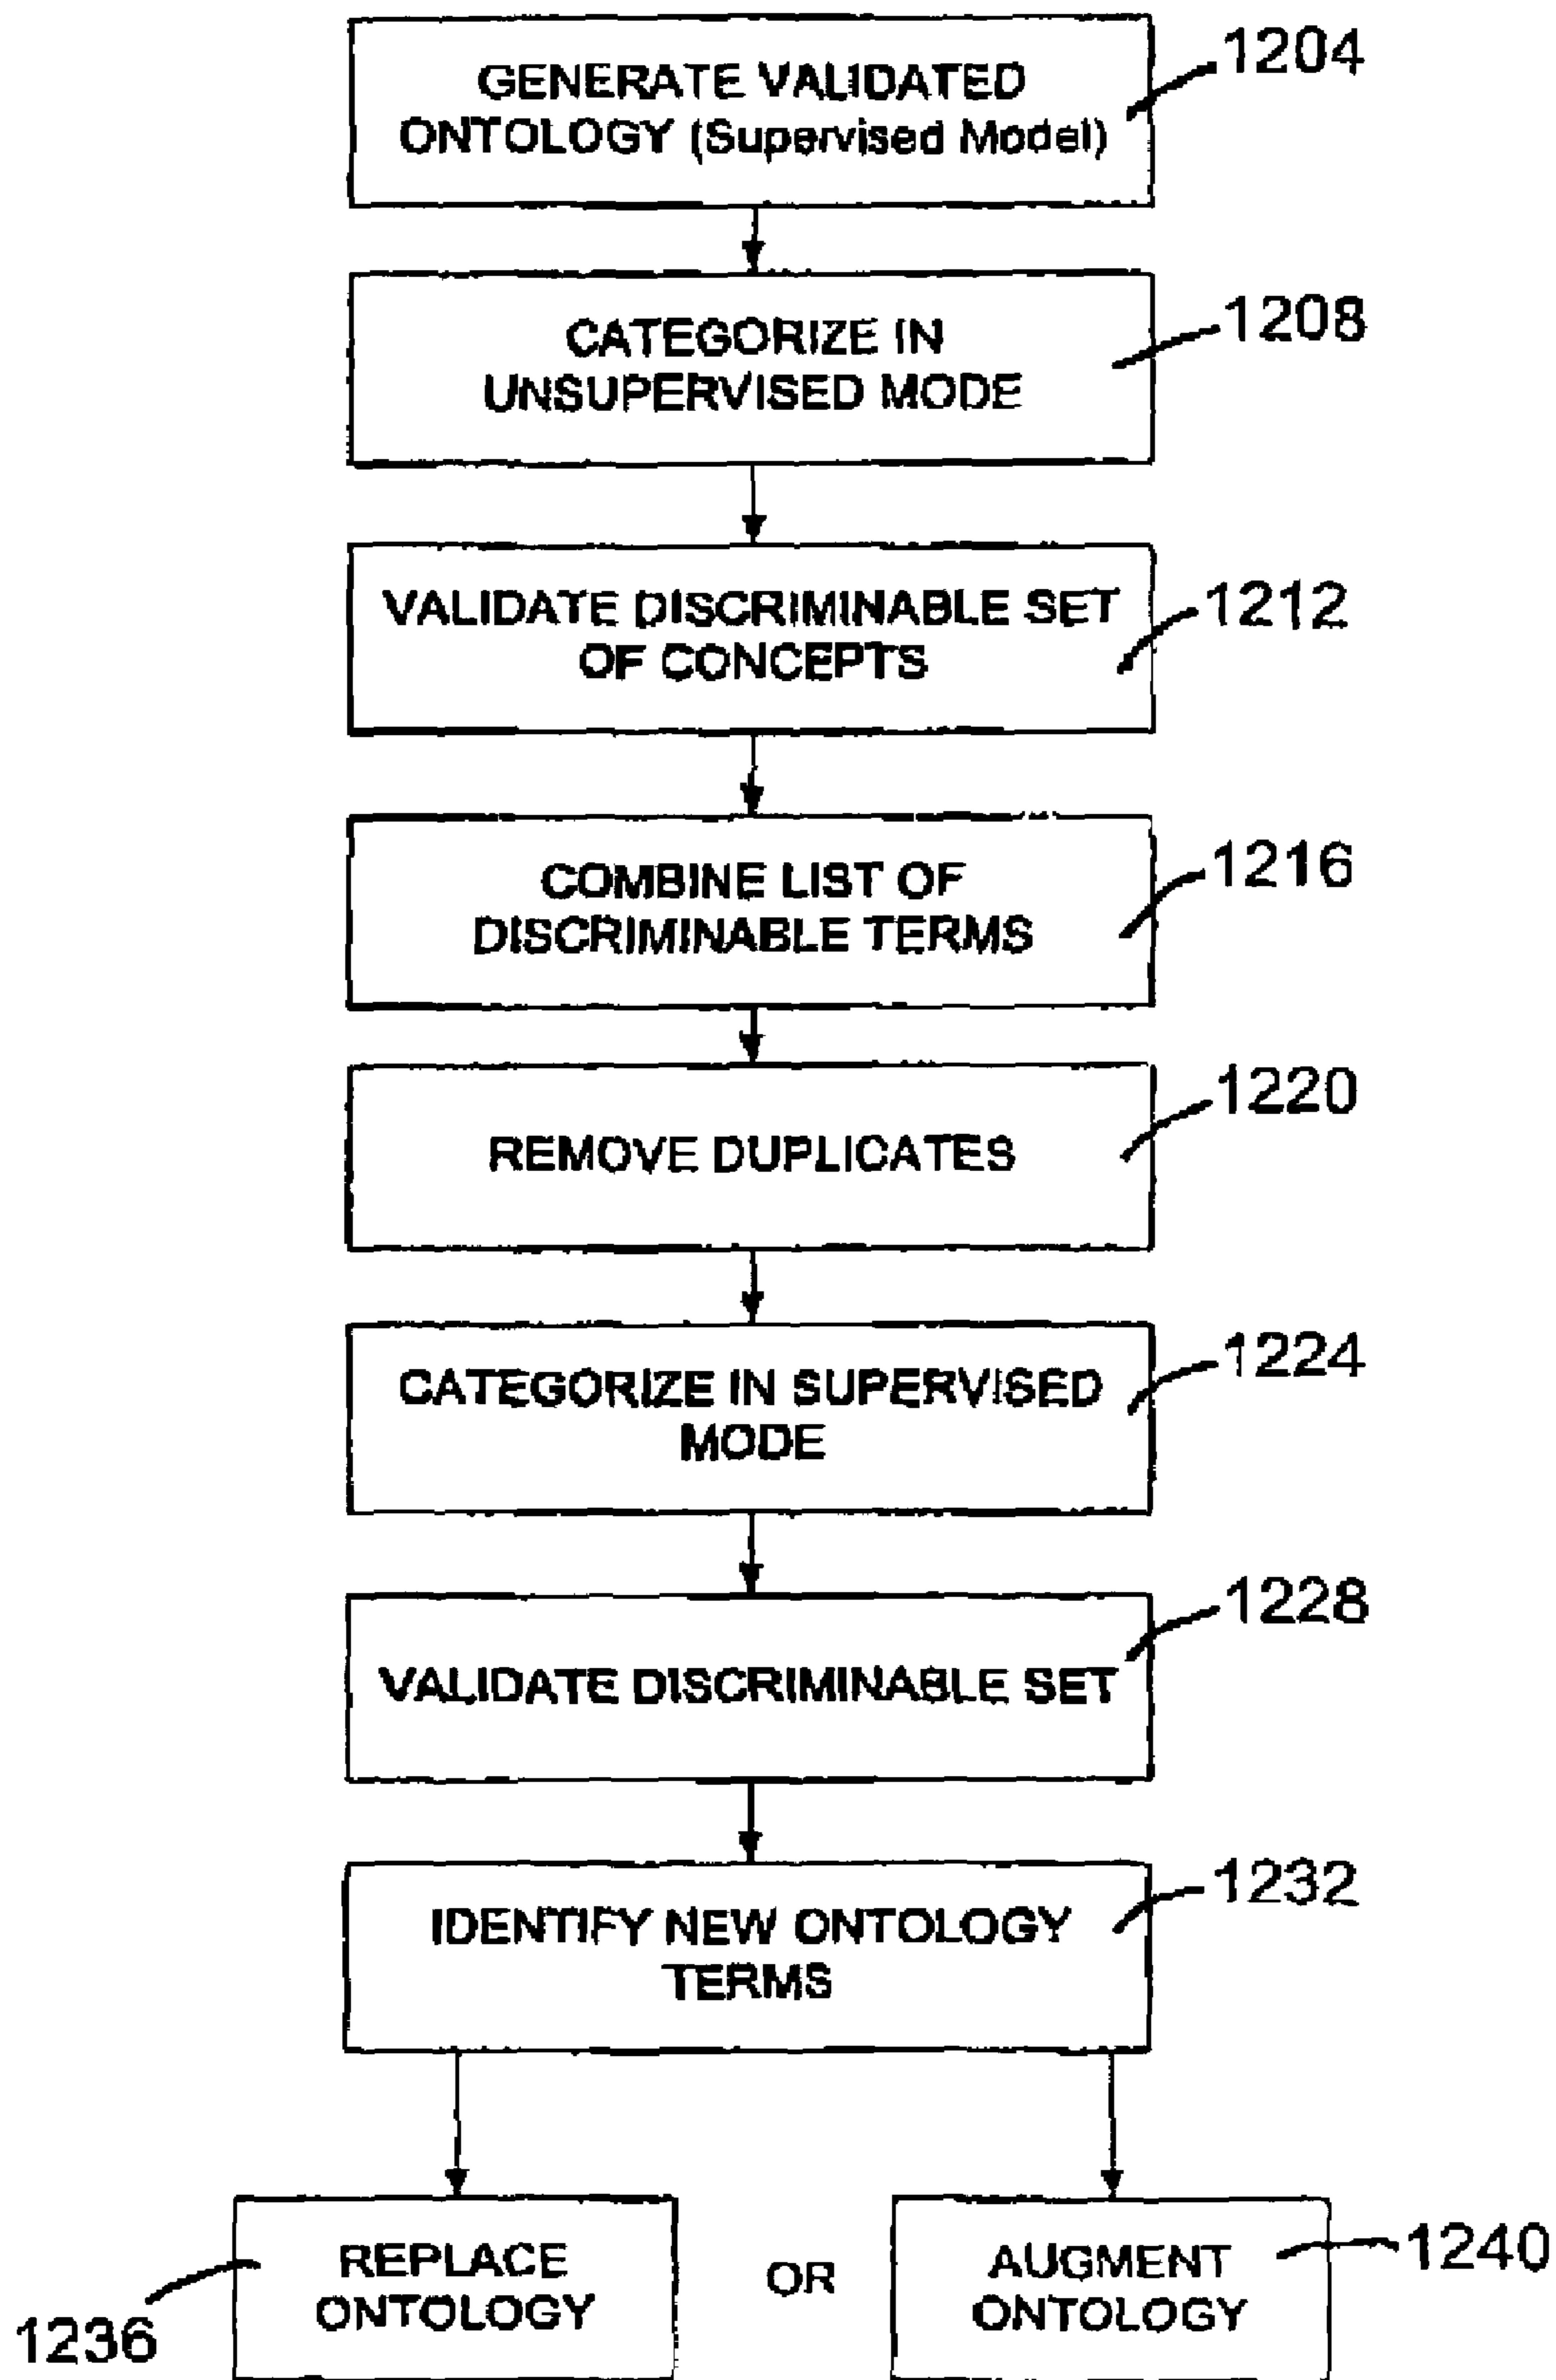 GENERATE VALIDATED
ONTOLOGY (Supervised Model)
1204
CATEGORIZE IN
UNSUPERVISED MODE
1208
VALIDATE DISCRIMINABLE SET
OF CONCEPTS
1212
COMBINE LIST OF
DISCRIMINABLE TERMS
1216
REMOVE DUPLICATES
1220
CATEGORIZE IN SUPERVISED
MODE
1224
VALIDATE DISCRIMINABLE SET
1228
IDENTIFY NEW ONTOLOGY
TERMS
1232
REPLACE
ONTOLOGY
1236
OR
AUGMENT
ONTOLOGY
1240